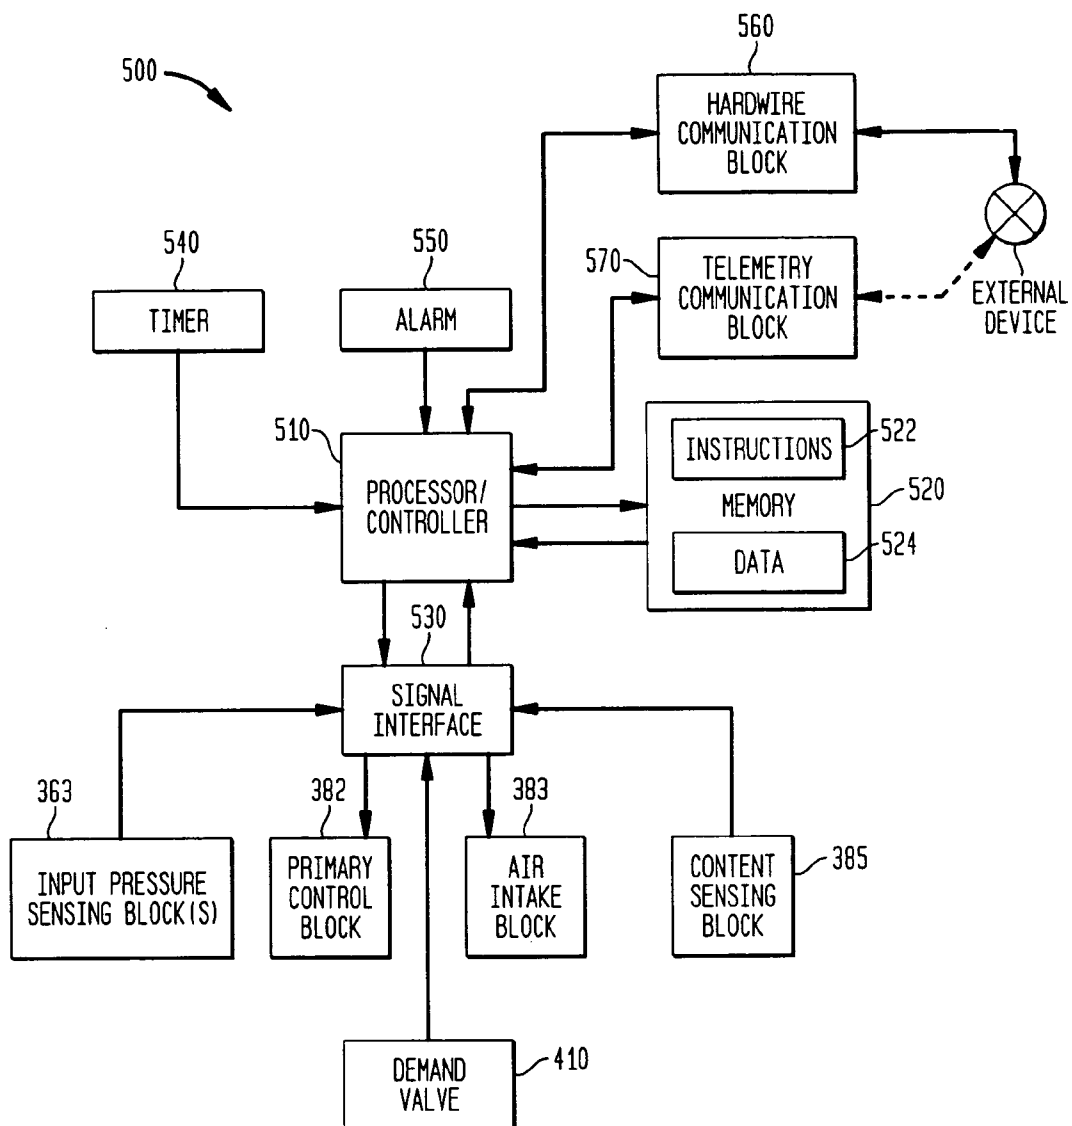 500
560
HARDWIRE
COMMUNICATION
BLOCK
540
TIMER
550
ALARM
570
TELEMETRY
COMMUNICATION
BLOCK
EXTERNAL
DEVICE
510
PROCESSOR/
CONTROLLER
INSTRUCTIONS
522
MEMORY
520
DATA
524
530
SIGNAL
INTERFACE
363
INPUT PRESSURE
SENSING BLOCK(S)
382
PRIMARY
CONTROL
BLOCK
383
AIR
INTAKE
BLOCK
CONTENT
SENSING
BLOCK
385
DEMAND
VALVE
410